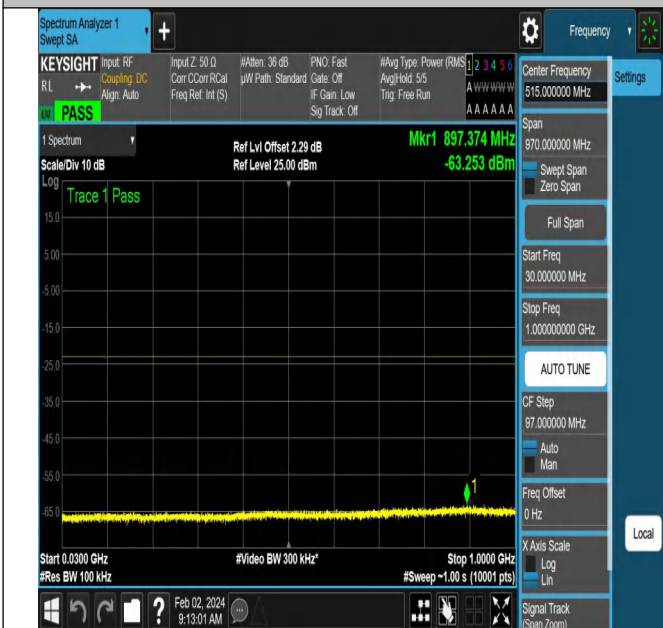 Spectrum Analyzer 1
Swept SA
Frequency
KEYSIGHT
RL
LNI PASS
Input: RF
Coupling: DC
Align: Auto
Input Z: 50 Ω
Corr CCorr RCal
Freq Ref: Int (S)
#Atten: 36 dB
µW Path: Standard
PNO: Fast
Gate: Off
IF Gain: Low
Sig Track: Off
#Avg Type: Power (RMS
Avg|Hold: 5/5
Trig: Free Run
1 2 3 4 5 6
A W W W W W
A A A A A A
1 Spectrum
Scale/Div 10 dB
Log
Ref Lvl Offset 2.29 dB
Ref Level 25.00 dBm
Mkr1 897.374 MHz
-63.253 dBm
Trace 1 Pass
15.0
5.00
-5.00
-15.0
-25.0
-35.0
-45.0
-55.0
-65.0
1
Start 0.0300 GHz
#Res BW 100 kHz
#Video BW 300 kHz*
Stop 1.0000 GHz
#Sweep ~1.00 s (10001 pts)
Feb 02, 2024
9:13:01 AM
?
Center Frequency
515.000000 MHz
Settings
Span
970.000000 MHz
Swept Span
Zero Span
Full Span
Start Freq
30.000000 MHz
Stop Freq
1.000000000 GHz
AUTO TUNE
CF Step
97.000000 MHz
Auto
Man
Freq Offset
0 Hz
X Axis Scale
Log
Lin
Local
Signal Track
(Span Zoom)